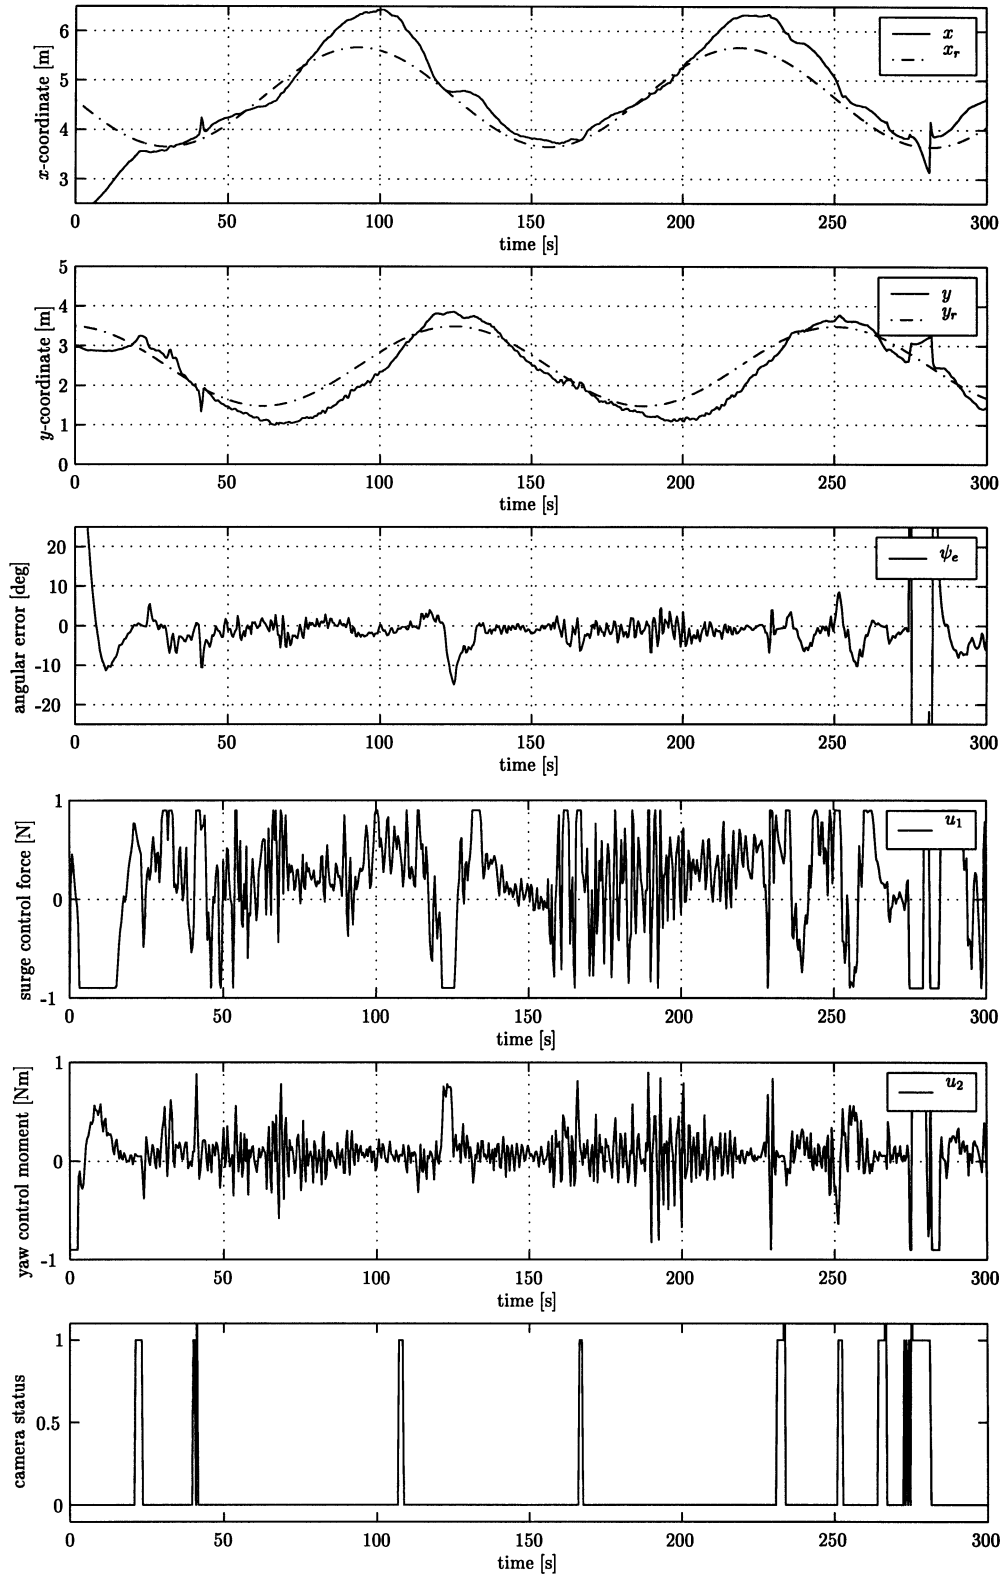 x-coordinate [m]
6
5
4
3
x
x_r
0 50 100 150 200 250 300
time [s]
y-coordinate [m]
5
4
3
2
1
0
y
y_r
0 50 100 150 200 250 300
time [s]
angular error [deg]
20
10
0
-10
-20
ψ_e
0 50 100 150 200 250 300
time [s]
surge control force [N]
1
0
-1
u_1
0 50 100 150 200 250 300
time [s]
yaw control moment [Nm]
1
0
-1
u_2
0 50 100 150 200 250 300
time [s]
camera status
1
0.5
0
0 50 100 150 200 250 300
time [s]